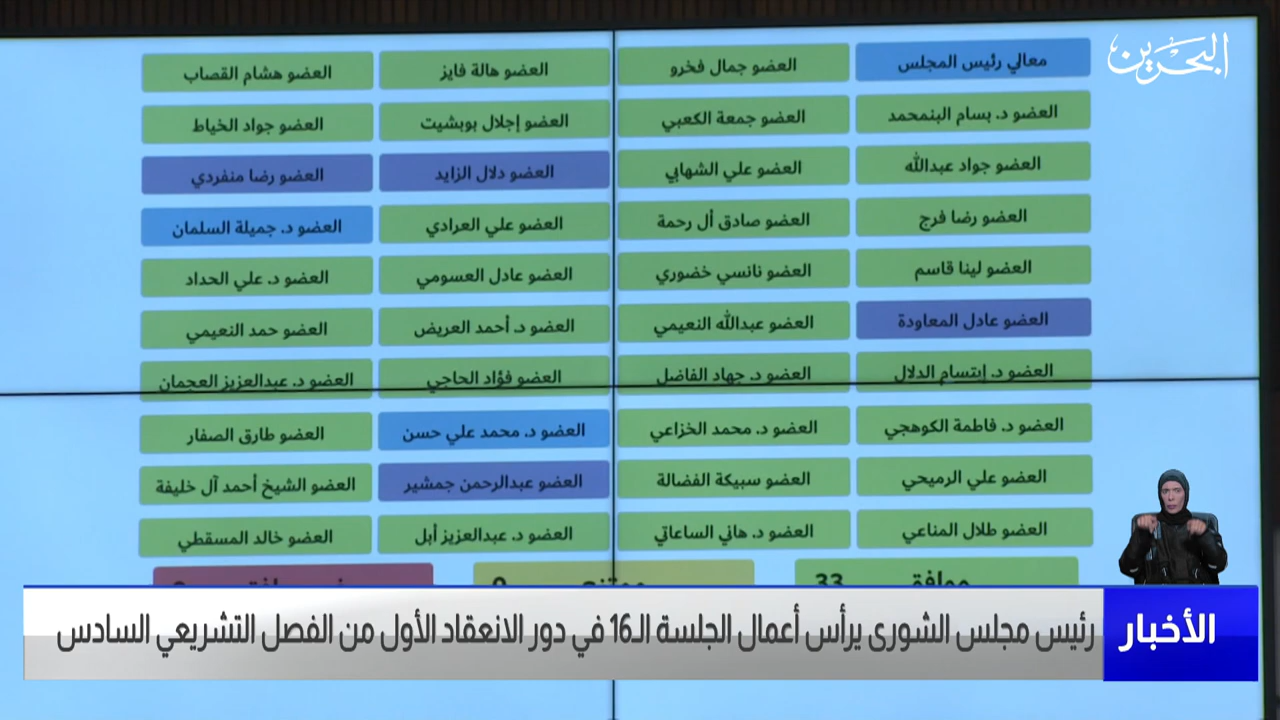 البحرين
معالي رئيس المجلس العضو جمال فخرو العضو هالة فايز العضو هشام القصاب
العضو د. بسام البنمحمد العضو جمعة الكعبي العضو إجلال بوبشيت العضو جواد الخياط
العضو جواد عبدالله العضو علي الشهابي العضو دلال الزايد العضو رضا منفردي
العضو رضا فرج العضو صادق أل رحمة العضو علي العرادي العضو د. جميلة السلمان
العضو لينا قاسم العضو نانسي خضوري العضو عادل العسومي العضو د. علي الحداد
العضو عادل المعاودة العضو عبدالله النعيمي العضو د. أحمد العريض العضو حمد النعيمي
العضو د. إبتسام الدلال العضو د. جهاد الفاضل العضو فؤاد الحاجي العضو د. عبدالعزيز العجمان
العضو د. فاطمة الكوهجي العضو د. محمد الخزاعي العضو د. محمد علي حسن العضو طارق الصفار
العضو علي الرميحي العضو سبيكة الفضالة العضو عبدالرحمن جمشير العضو الشيخ أحمد آل خليفة
العضو طلال المناعي العضو د. هاني الساعاتي العضو د. عبدالعزيز أبل العضو خالد المسقطي
موافق 33 ممتنع 0
الأخبار
رئيس مجلس الشورى يرأس أعمال الجلسة الـ16 في دور الانعقاد الأول من الفصل التشريعي السادس